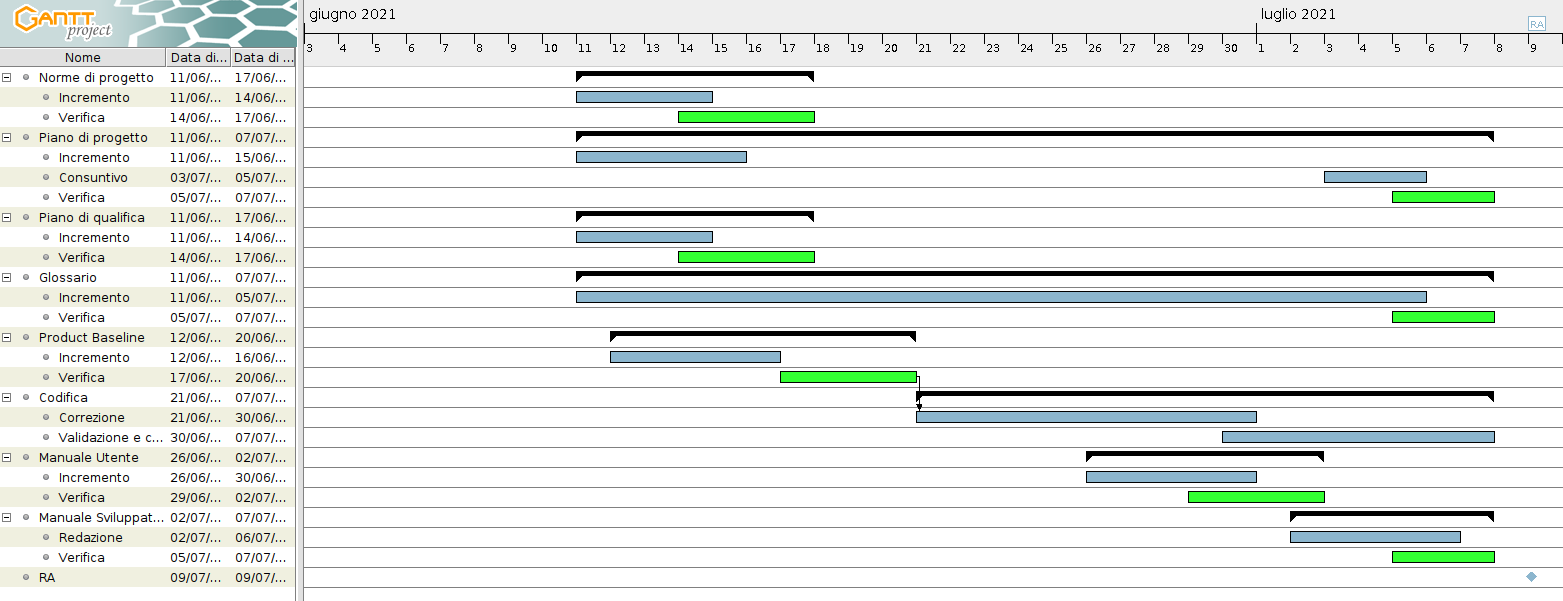 GANTT project
giugno 2021 luglio 2021
RA
3 4 5 6 7 8 9 10 11 12 13 14 15 16 17 18 19 20 21 22 23 24 25 26 27 28 29 30 1 2 3 4 5 6 7 8 9
Nome Data di... Data di ...
Norme di progetto 11/06/... 17/06/...
Incremento 11/06/... 14/06/...
Verifica 14/06/... 17/06/...
Piano di progetto 11/06/... 07/07/...
Incremento 11/06/... 15/06/...
Consuntivo 03/07/... 05/07/...
Verifica 05/07/... 07/07/...
Piano di qualifica 11/06/... 17/06/...
Incremento 11/06/... 14/06/...
Verifica 14/06/... 17/06/...
Glossario 11/06/... 07/07/...
Incremento 11/06/... 05/07/...
Verifica 05/07/... 07/07/...
Product Baseline 12/06/... 20/06/...
Incremento 12/06/... 16/06/...
Verifica 17/06/... 20/06/...
Codifica 21/06/... 07/07/...
Correzione 21/06/... 30/06/...
Validazione e c... 30/06/... 07/07/...
Manuale Utente 26/06/... 02/07/...
Incremento 26/06/... 30/06/...
Verifica 29/06/... 02/07/...
Manuale Sviluppat... 02/07/... 07/07/...
Redazione 02/07/... 06/07/...
Verifica 05/07/... 07/07/...
RA 09/07/... 09/07/...